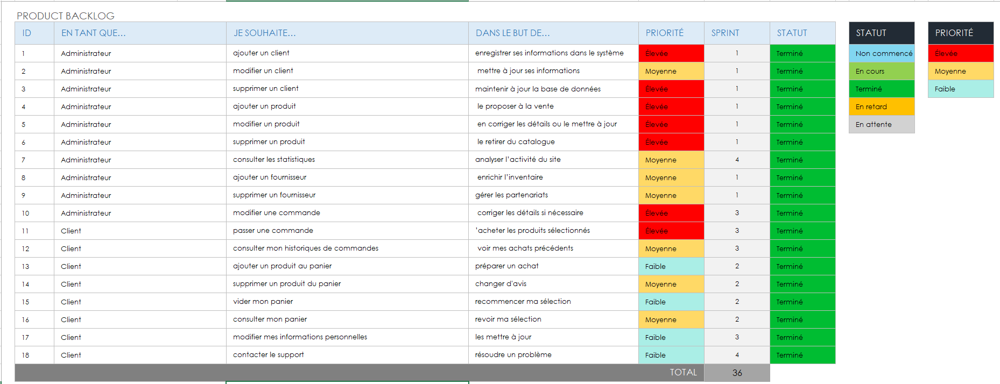 PRODUCT BACKLOG
ID EN TANT QUE... JE SOUHAITE... DANS LE BUT DE... PRIORITÉ SPRINT STATUT STATUT PRIORITÉ
1 Administrateur ajouter un client enregistrer ses informations dans le système Élevée 1 Terminé Non commencé Élevée
2 Administrateur modifier un client mettre à jour ses informations Moyenne 1 Terminé En cours Moyenne
3 Administrateur supprimer un client maintenir à jour la base de données Élevée 1 Terminé Terminé Faible
4 Administrateur ajouter un produit le proposer à la vente Élevée 1 Terminé En retard
5 Administrateur modifier un produit en corriger les détails ou le mettre à jour Élevée 1 Terminé En attente
6 Administrateur supprimer un produit le retirer du catalogue Élevée 1 Terminé
7 Administrateur consulter les statistiques analyser l’activité du site Moyenne 4 Terminé
8 Administrateur ajouter un fournisseur enrichir l’inventaire Moyenne 1 Terminé
9 Administrateur supprimer un fournisseur gérer les partenariats Moyenne 1 Terminé
10 Administrateur modifier une commande corriger les détails si nécessaire Élevée 3 Terminé
11 Client passer une commande ’acheter les produits sélectionnés Élevée 3 Terminé
12 Client consulter mon historiques de commandes voir mes achats précédents Moyenne 3 Terminé
13 Client ajouter un produit au panier préparer un achat Faible 2 Terminé
14 Client supprimer un produit du panier changer d'avis Moyenne 2 Terminé
15 Client vider mon panier recommencer ma sélection Faible 2 Terminé
16 Client consulter mon panier revoir ma sélection Moyenne 2 Terminé
17 Client modifier mes informations personnelles les mettre à jour Faible 3 Terminé
18 Client contacter le support résoudre un problème Faible 4 Terminé
TOTAL 36